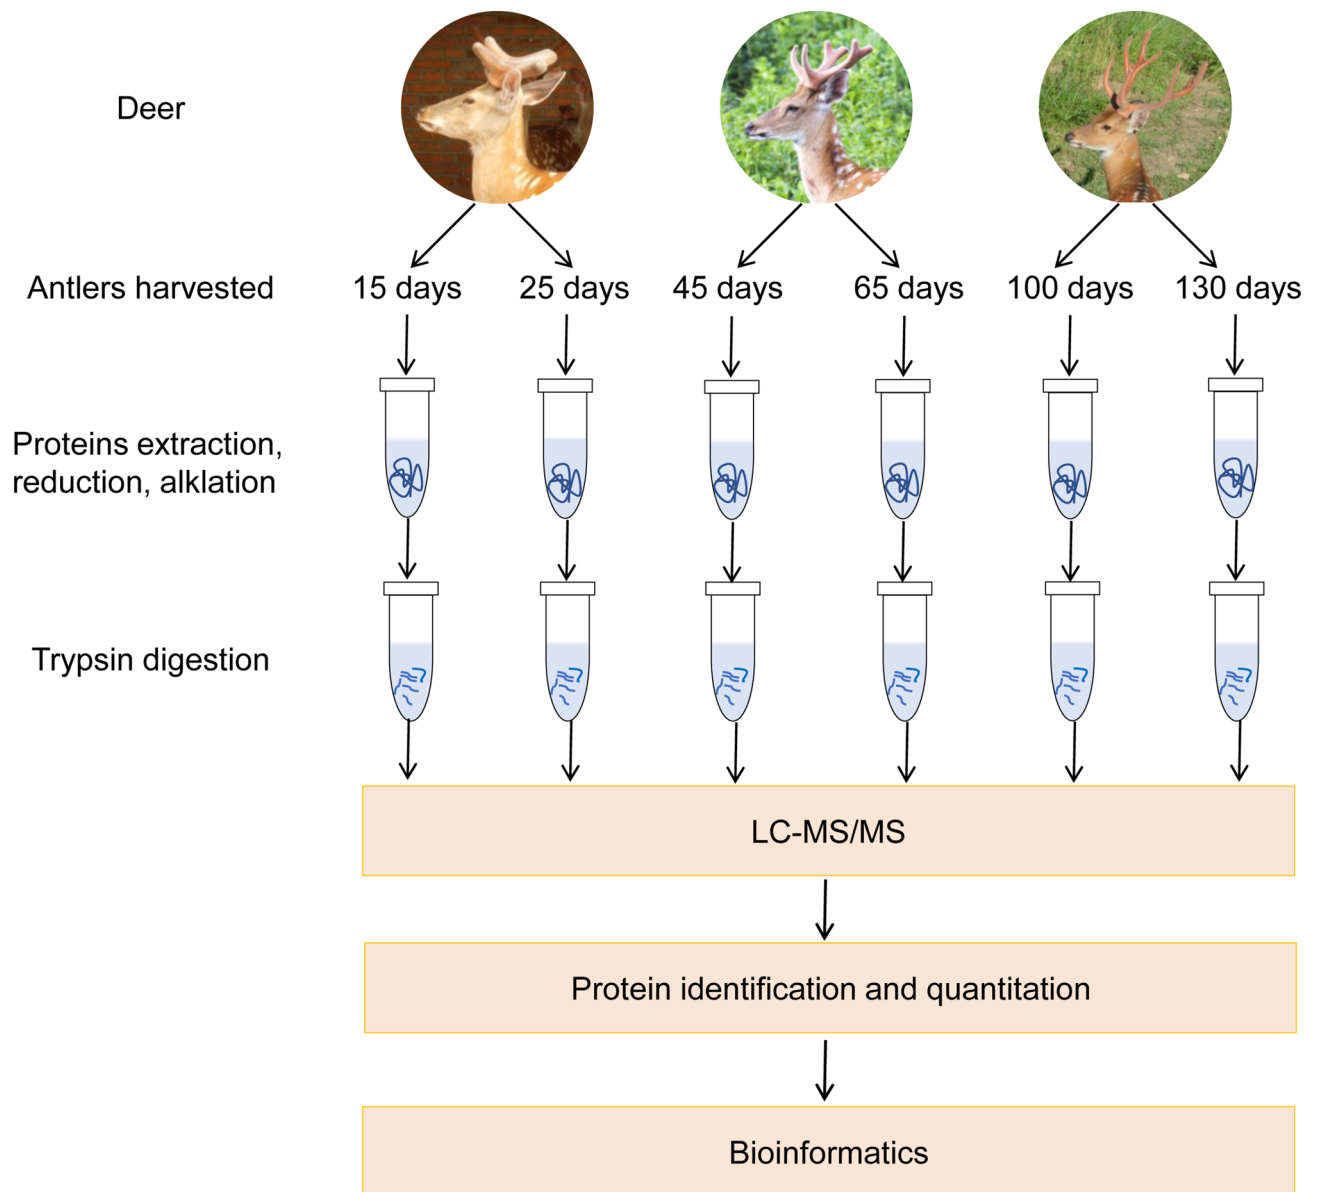 Deer
Antlers harvested
15 days
25 days
45 days
65 days
100 days
130 days
Proteins extraction,
reduction, alklation
Trypsin digestion
LC-MS/MS
Protein identification and quantitation
Bioinformatics